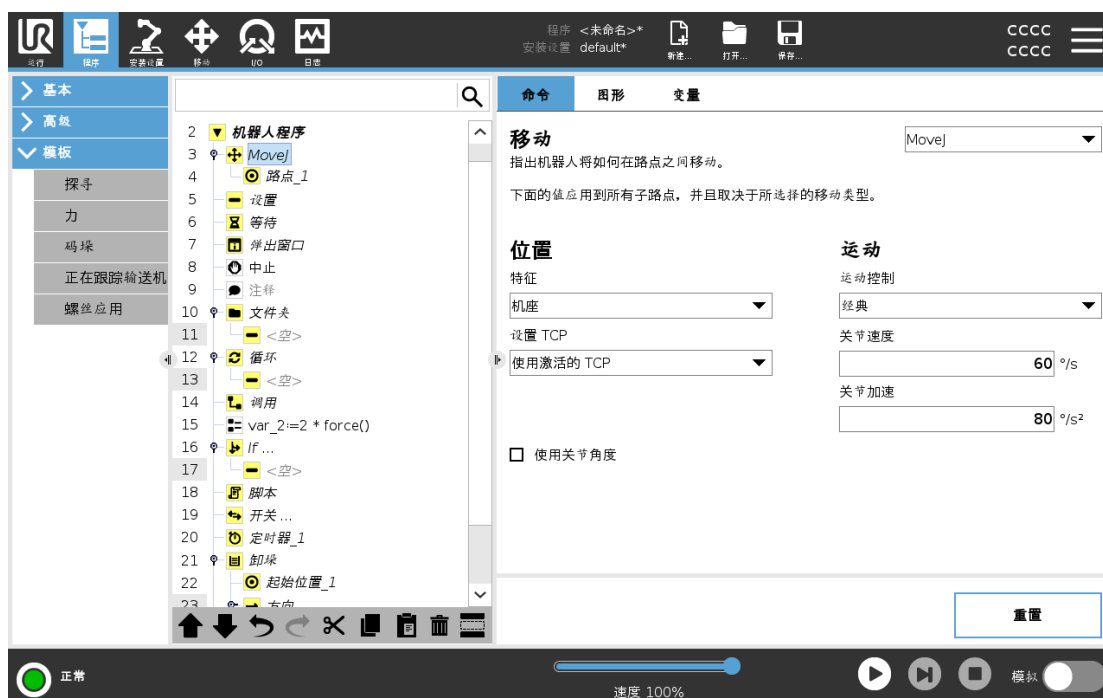 UR
运行
程序
安装设置
移动
I/O
日志
程序 <未命名>*
安装设置 default*
新建...
打开...
保存...
CCCC
CCCC
基本
高级
模板
探寻
力
码垛
正在跟踪输送机
螺丝应用
2 机器人程序
3 MoveJ
4 路点_1
5 设置
6 等待
7 弹出窗口
8 中止
9 注释
10 文件夹
11 <空>
12 循环
13 <空>
14 调用
15 var_2:=2 * force()
16 If ...
17 <空>
18 脚本
19 开关 ...
20 定时器_1
21 卸垛
22 起始位置_1
23 方向
命令 图形 变量
移动
MoveJ
指出机器人将如何在路点之间移动。
下面的值应用到所有子路点，并且取决于所选择的移动类型。
位置
特征
机座
设置 TCP
使用激活的 TCP
使用关节角度
运动
运动控制
经典
关节速度
60 °/s
关节加速
80 °/s²
重置
正常
速度 100%
模拟